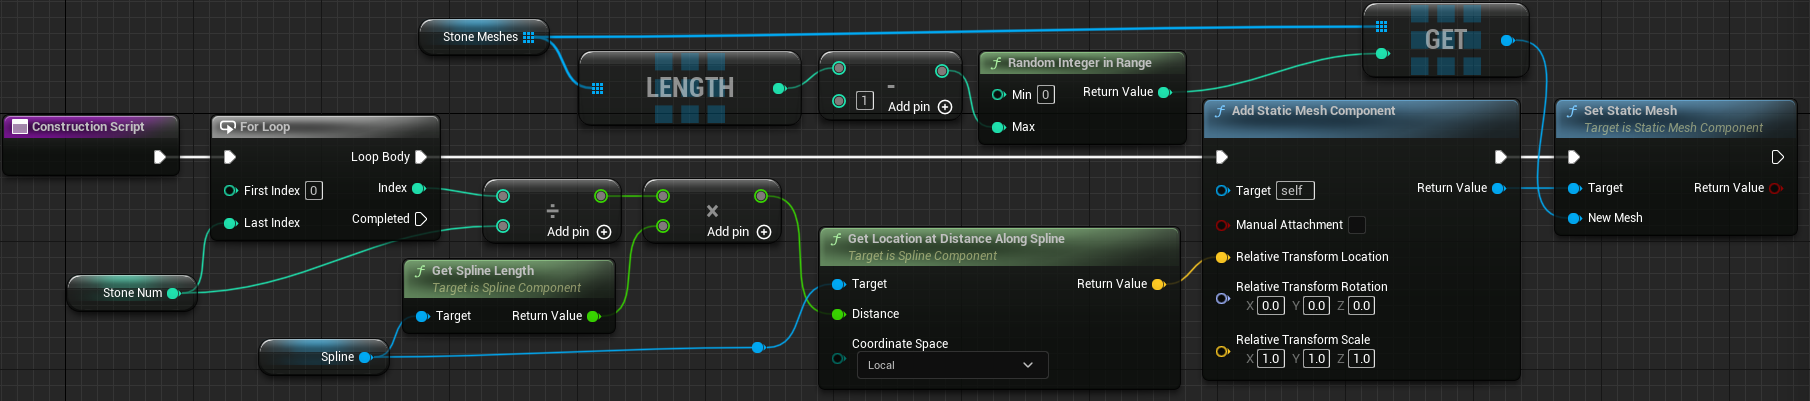 Stone Meshes
LENGTH
-
1
Add pin
Random Integer in Range
Min 0
Return Value
Max
GET
Construction Script
For Loop
Loop Body
First Index 0
Index
Last Index
Completed
÷
Add pin
×
Add pin
Stone Num
Get Spline Length
Target is Spline Component
Target
Return Value
Spline
Get Location at Distance Along Spline
Target is Spline Component
Target
Return Value
Distance
Coordinate Space
Local
Add Static Mesh Component
Target self
Return Value
Manual Attachment
Relative Transform Location
Relative Transform Rotation
X 0.0 Y 0.0 Z 0.0
Relative Transform Scale
X 1.0 Y 1.0 Z 1.0
Set Static Mesh
Target is Static Mesh Component
Target
Return Value
New Mesh